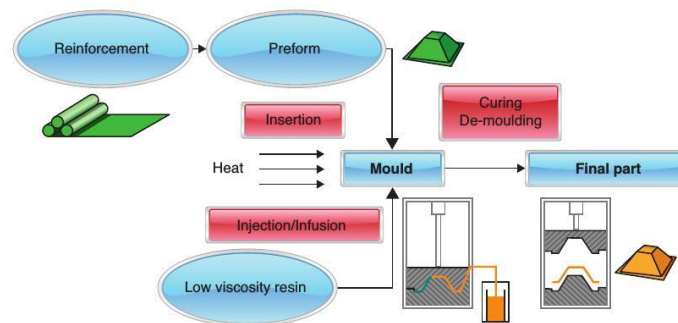 Reinforcement
Preform
Insertion
Curing
De-moulding
Heat
Mould
Final part
Injection/Infusion
Low viscosity resin